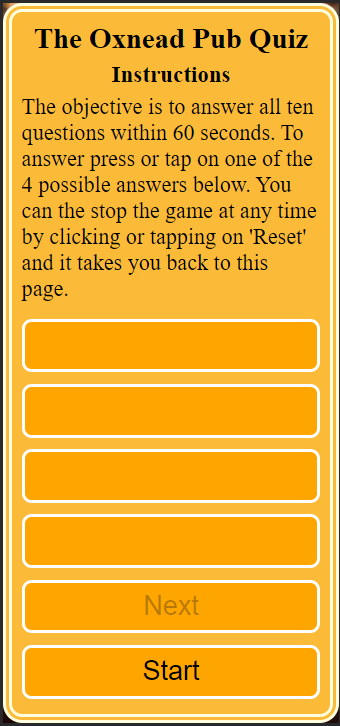 The Oxnead Pub Quiz
Instructions
The objective is to answer all ten
questions within 60 seconds. To
answer press or tap on one of the
4 possible answers below. You
can the stop the game at any time
by clicking or tapping on 'Reset'
and it takes you back to this
page.
Next
Start